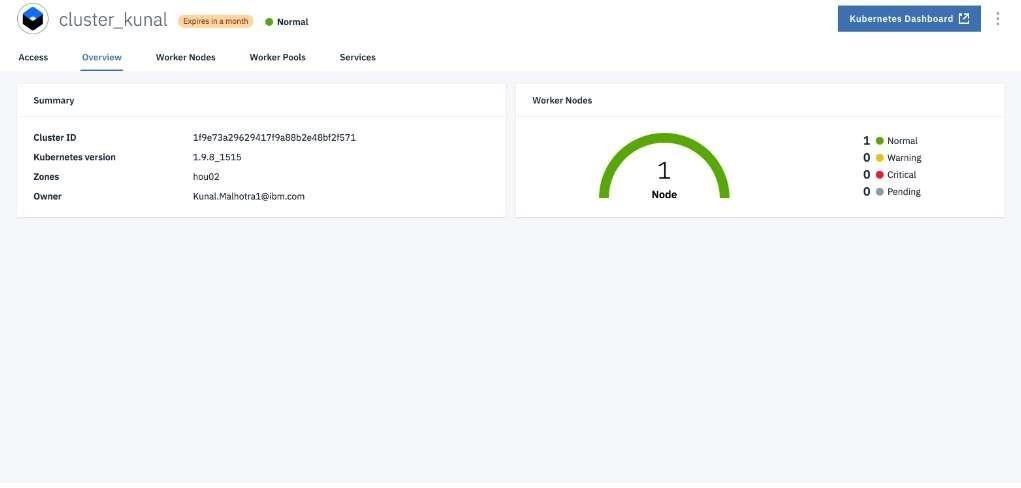 cluster_kunal Expires in a month Normal Kubernetes Dashboard
Access Overview Worker Nodes Worker Pools Services
Summary
Cluster ID 1f9e73a29629417f9a88b2e48bf2f571
Kubernetes version 1.9.8_1515
Zones hou02
Owner Kunal.Malhotra1@ibm.com
Worker Nodes
1
Node
1 Normal
0 Warning
0 Critical
0 Pending